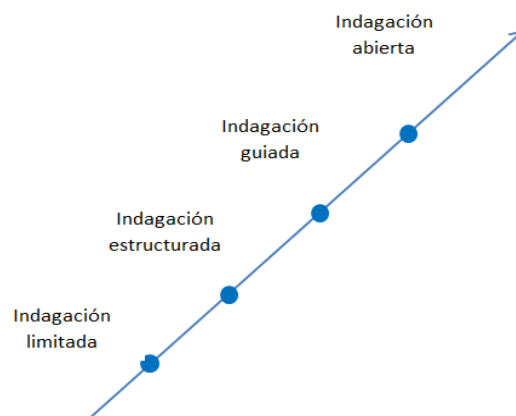 Indagación
abierta
Indagación
guiada
Indagación
estructurada
Indagación
limitada